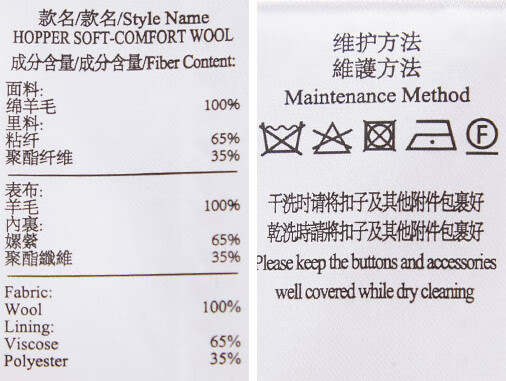 款名/款名/Style Name
HOPPER SOFT-COMFORT WOOL
成分含量/成分含量/Fiber Content:
面料:
绵羊毛 100%
里料:
粘纤 65%
聚酯纤维 35%
表布:
羊毛 100%
內裏:
嫘縈 65%
聚酯纖維 35%
Fabric:
Wool 100%
Lining:
Viscose 65%
Polyester 35%
维护方法
維護方法
Maintenance Method
F
干洗时请将扣子及其他附件包裹好
乾洗時請將扣子及其他附件包裹好
Please keep the buttons and accessories
well covered while dry cleaning